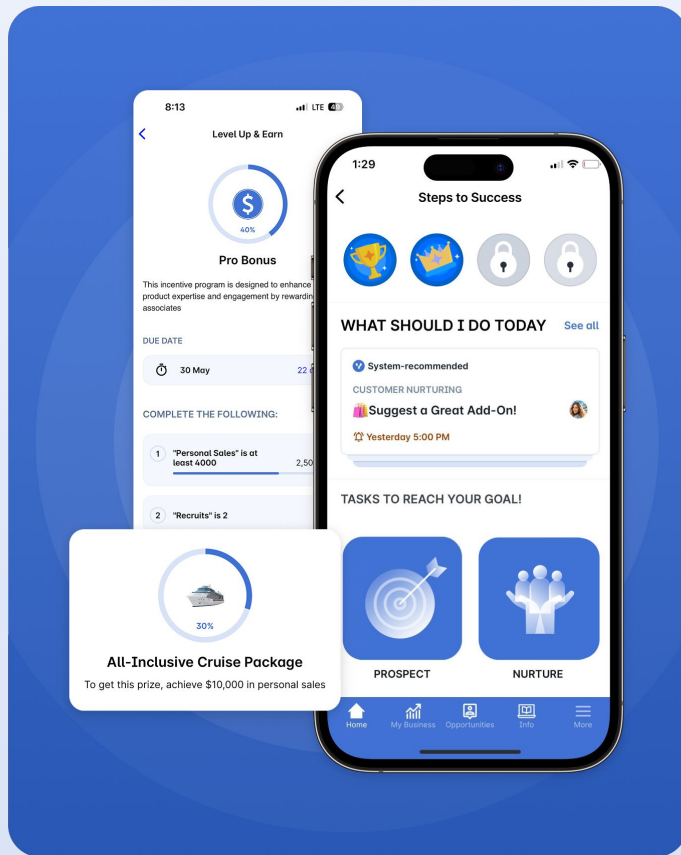 8:13
LTE 49
Level Up & Earn
$
40%
Pro Bonus
This incentive program is designed to enhance
product expertise and engagement by
associates
DUE DATE
30 May
22
COMPLETE THE FOLLOWING:
1
"Personal Sales" is at
least 4000
2 "Recruits" is 2
30%
All-Inclusive Cruise Package
To get this prize, achieve $10,000 in personal sales
1:29
Steps to Success
WHAT SHOULD I DO TODAY See all
System-recommended
CUSTOMER NURTURING
🛍️Suggest a Great Add-On!
Yesterday 5:00 PM
TASKS TO REACH YOUR GOAL!
PROSPECT NURTURE
Home My Business Opportunities Info More